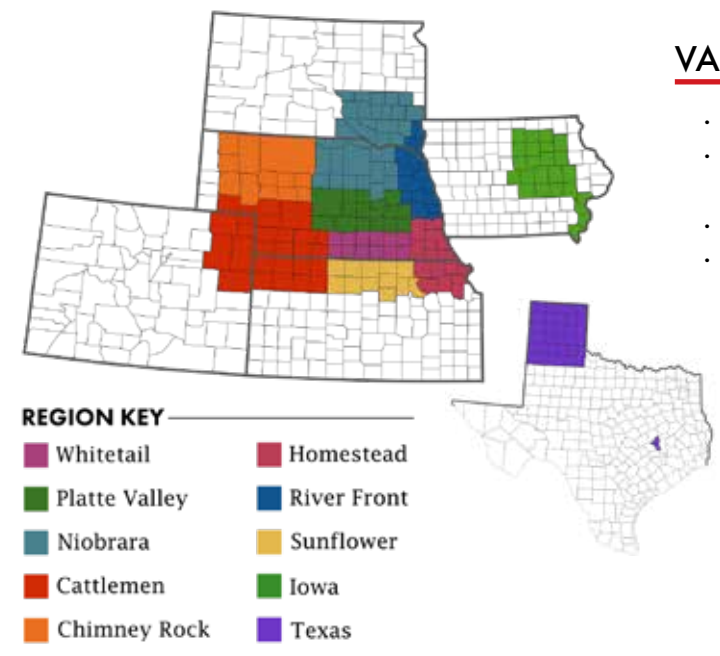 VA
REGION KEY
Whitetail
Platte Valley
Niobrara
Cattlemen
Chimney Rock
Homestead
River Front
Sunflower
Iowa
Texas